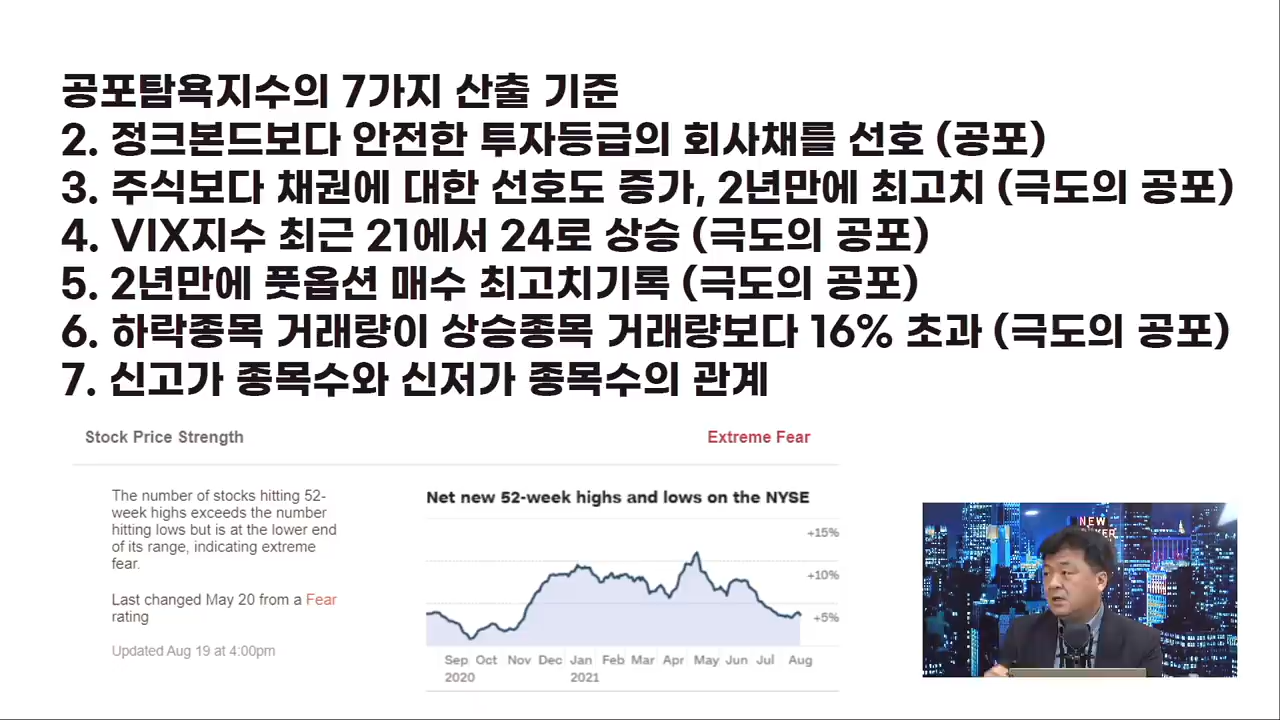 공포탐욕지수의 7가지 산출 기준
2. 정크본드보다 안전한 투자등급의 회사채를 선호 (공포)
3. 주식보다 채권에 대한 선호도 증가, 2년만에 최고치 (극도의 공포)
4. VIX지수 최근 21에서 24로 상승 (극도의 공포)
5. 2년만에 풋옵션 매수 최고치기록 (극도의 공포)
6. 하락종목 거래량이 상승종목 거래량보다 16% 초과 (극도의 공포)
7. 신고가 종목수와 신저가 종목수의 관계
Stock Price Strength
Extreme Fear
The number of stocks hitting 52-
week highs exceeds the number
hitting lows but is at the lower end
of its range, indicating extreme
fear.
Last changed May 20 from a Fear
rating
Updated Aug 19 at 4:00pm
Net new 52-week highs and lows on the NYSE
+15%
+10%
+5%
Sep Oct Nov Dec Jan Feb Mar Apr May Jun Jul Aug
2020 2021
NEW